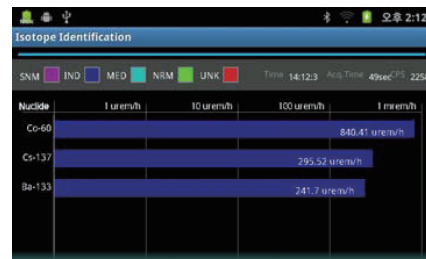 오후 2:12
Isotope Identification
SNM IND MED NRM UNK Time 14:12:3 Acq.Time 49sec CPS 225
Nuclide 1 urem/h 10 urem/h 100 urem/h 1 mrem/h
Co-60 840.41 urem/h
Cs-137 295.52 urem/h
Ba-133 241.7 urem/h